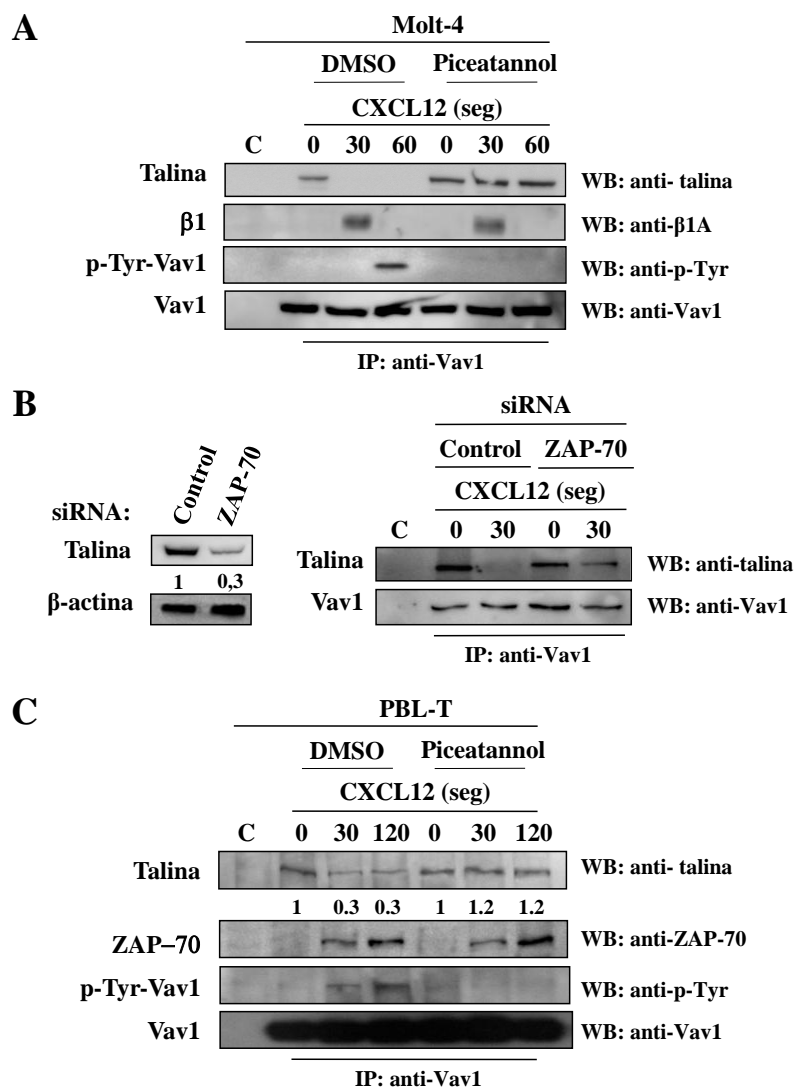 A
Molt-4
DMSO Piceatannol
CXCL12 (seg)
C 0 30 60 0 30 60
Talina WB: anti- talina
β1 WB: anti-β1A
p-Tyr-Vav1 WB: anti-p-Tyr
Vav1 WB: anti-Vav1
IP: anti-Vav1
B
siRNA: Control ZAP-70
Talina
1 0,3
β-actina
siRNA
Control ZAP-70
CXCL12 (seg)
C 0 30 0 30
Talina WB: anti-talina
Vav1 WB: anti-Vav1
IP: anti-Vav1
C
PBL-T
DMSO Piceatannol
CXCL12 (seg)
C 0 30 120 0 30 120
Talina WB: anti- talina
1 0.3 0.3 1 1.2 1.2
ZAP–70 WB: anti-ZAP-70
p-Tyr-Vav1 WB: anti-p-Tyr
Vav1 WB: anti-Vav1
IP: anti-Vav1